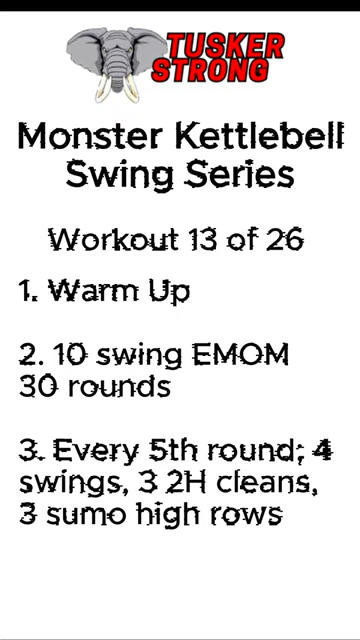 TUSKER
STRONG
Monster Kettlebell
Swing Series
Workout 13 of 26
1. Warm Up
2. 10 swing EMOM
30 rounds
3. Every 5th round; 4
swings, 3 2H cleans,
3 sumo high rows